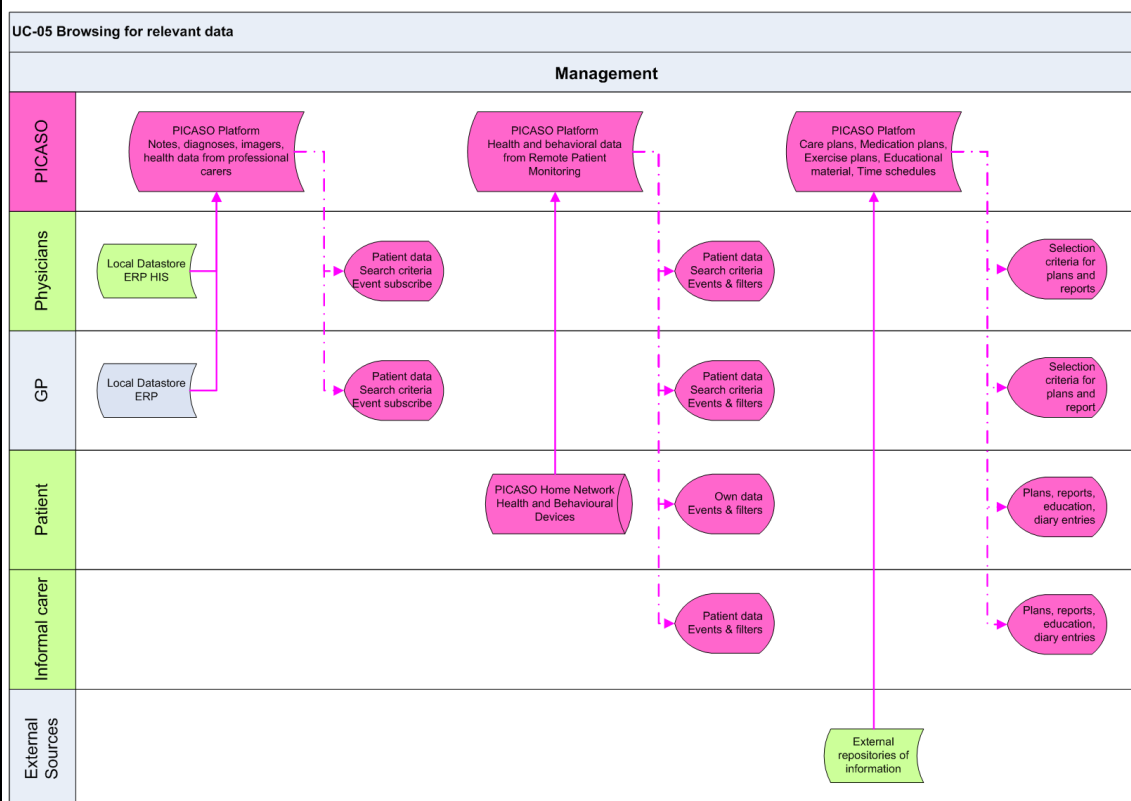 UC-05 Browsing for relevant data
Management
PICASO
PICASO Platform
Notes, diagnoses, imagers,
health data from professional
carers
PICASO Platform
Health and behavioral data
from Remote Patient
Monitoring
PICASO Platfom
Care plans, Medication plans,
Exercise plans, Educational
material, Time schedules
Physicians
Local Datastore
ERP HIS
Patient data
Search criteria
Event subscribe
Patient data
Search criteria
Events & filters
Selection
criteria for
plans and
reports
GP
Local Datastore
ERP
Patient data
Search criteria
Event subscribe
Patient data
Search criteria
Events & filters
Selection
criteria for
plans and
report
Patient
PICASO Home Network
Health and Behavioural
Devices
Own data
Events & filters
Plans, reports,
education,
diary entries
Informal carer
Patient data
Events & filters
Plans, reports,
education,
diary entries
External
Sources
External
repositories of
information